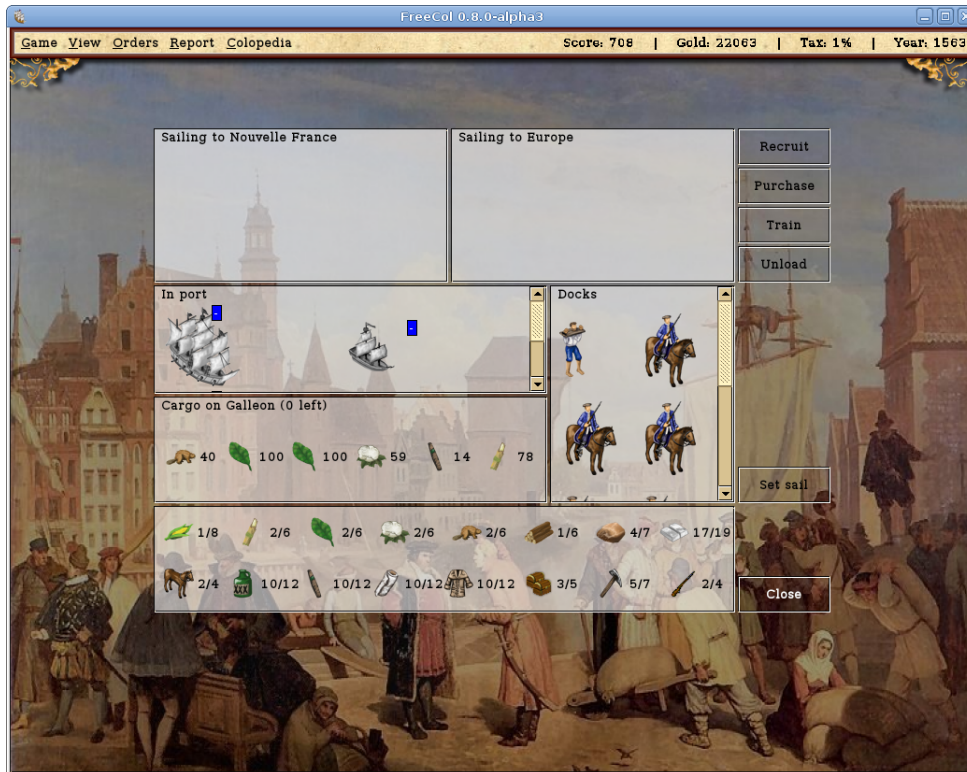 FreeCol 0.8.0-alpha3
Game View Orders Report Colopedia Score: 708 | Gold: 22063 | Tax: 1% | Year: 1563
Sailing to Nouvelle France
Sailing to Europe
Recruit
Purchase
Train
Unload
In port
-
-
Docks
Cargo on Galleon (0 left)
40 100 100 59 14 78
Set sail
1/8 2/6 2/6 2/6 2/6 1/6 4/7 17/19
2/4 10/12 10/12 10/12 10/12 3/5 5/7 2/4
Close